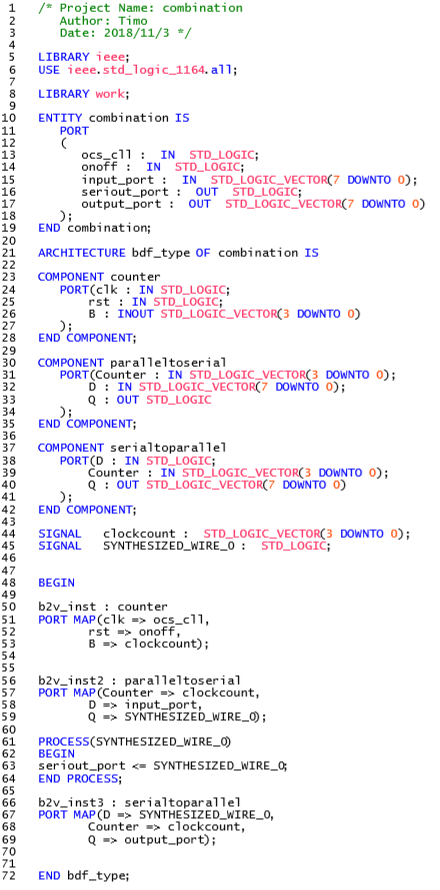 1 /* Project Name: combination
2 Author: Timo
3 Date: 2018/11/3 */
4
5 LIBRARY ieee;
6 USE ieee.std_logic_1164.all;
7
8 LIBRARY work;
9
10 ENTITY combination IS
11 PORT
12 (
13 ocs_cll : IN STD_LOGIC;
14 onoff : IN STD_LOGIC;
15 input_port : IN STD_LOGIC_VECTOR(7 DOWNTO 0);
16 seriout_port : OUT STD_LOGIC;
17 output_port : OUT STD_LOGIC_VECTOR(7 DOWNTO 0)
18 );
19 END combination;
20
21 ARCHITECTURE bdf_type OF combination IS
22
23 COMPONENT counter
24 PORT(clk : IN STD_LOGIC;
25 rst : IN STD_LOGIC;
26 B : INOUT STD_LOGIC_VECTOR(3 DOWNTO 0)
27 );
28 END COMPONENT;
29
30 COMPONENT paralleltoserial
31 PORT(Counter : IN STD_LOGIC_VECTOR(3 DOWNTO 0);
32 D : IN STD_LOGIC_VECTOR(7 DOWNTO 0);
33 Q : OUT STD_LOGIC
34 );
35 END COMPONENT;
36
37 COMPONENT serialtoparallel
38 PORT(D : IN STD_LOGIC;
39 Counter : IN STD_LOGIC_VECTOR(3 DOWNTO 0);
40 Q : OUT STD_LOGIC_VECTOR(7 DOWNTO 0)
41 );
42 END COMPONENT;
43
44 SIGNAL clockcount : STD_LOGIC_VECTOR(3 DOWNTO 0);
45 SIGNAL SYNTHESIZED_WIRE_0 : STD_LOGIC;
46
47
48 BEGIN
49
50 b2v_inst : counter
51 PORT MAP(clk => ocs_cll,
52 rst => onoff,
53 B => clockcount);
54
55
56 b2v_inst2 : paralleltoserial
57 PORT MAP(Counter => clockcount,
58 D => input_port,
59 Q => SYNTHESIZED_WIRE_0);
60
61 PROCESS(SYNTHESIZED_WIRE_0)
62 BEGIN
63 seriout_port <= SYNTHESIZED_WIRE_0;
64 END PROCESS;
65
66 b2v_inst3 : serialtoparallel
67 PORT MAP(D => SYNTHESIZED_WIRE_0,
68 Counter => clockcount,
69 Q => output_port);
70
71
72 END bdf_type;